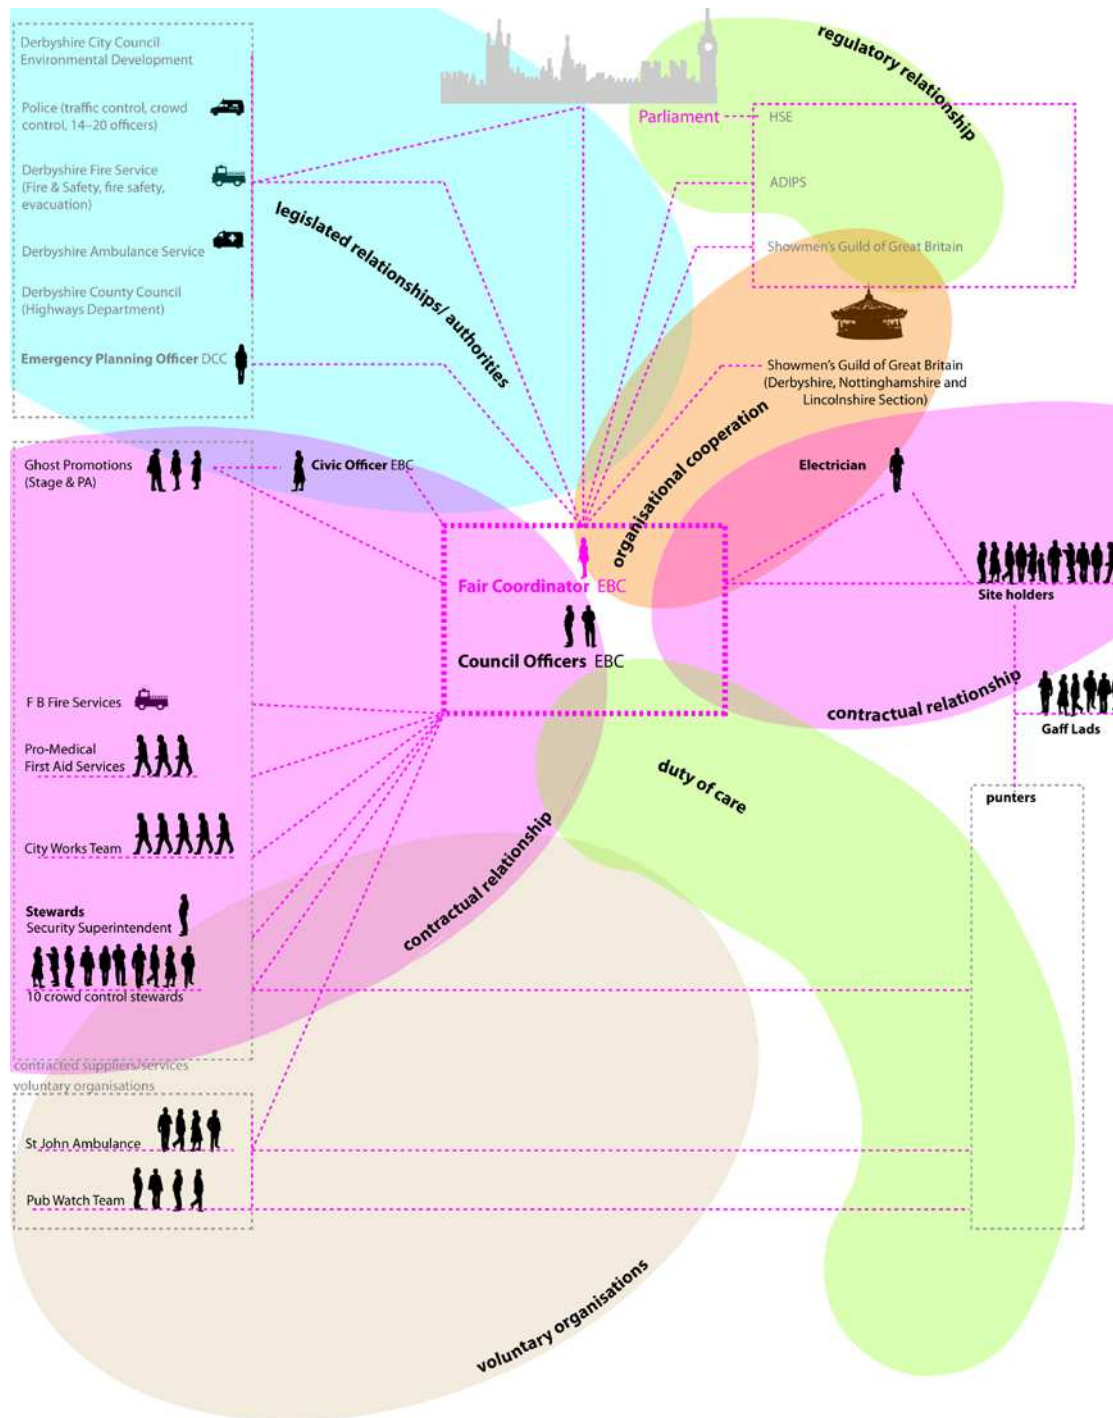 Derbyshire City Council
Environmental Development
Police (traffic control, crowd
control, 14–20 officers)
Derbyshire Fire Service
(Fire & Safety, fire safety,
evacuation)
Derbyshire Ambulance Service
Derbyshire County Council
(Highways Department)
Emergency Planning Officer DCC
legislated relationships/ authorities
regulatory relationship
Parliament
HSE
ADIPS
Showmen's Guild of Great Britain
Showmen's Guild of Great Britain
(Derbyshire, Nottinghamshire and
Lincolnshire Section)
organisational cooperation
Ghost Promotions
(Stage & PA)
Civic Officer EBC
Electrician
Fair Coordinator EBC
Council Officers EBC
Site holders
contractual relationship
Gaff Lads
F B Fire Services
Pro-Medical
First Aid Services
City Works Team
Stewards
Security Superintendent
10 crowd control stewards
contractual relationship
duty of care
punters
contracted suppliers/services
voluntary organisations
St John Ambulance
Pub Watch Team
voluntary organisations